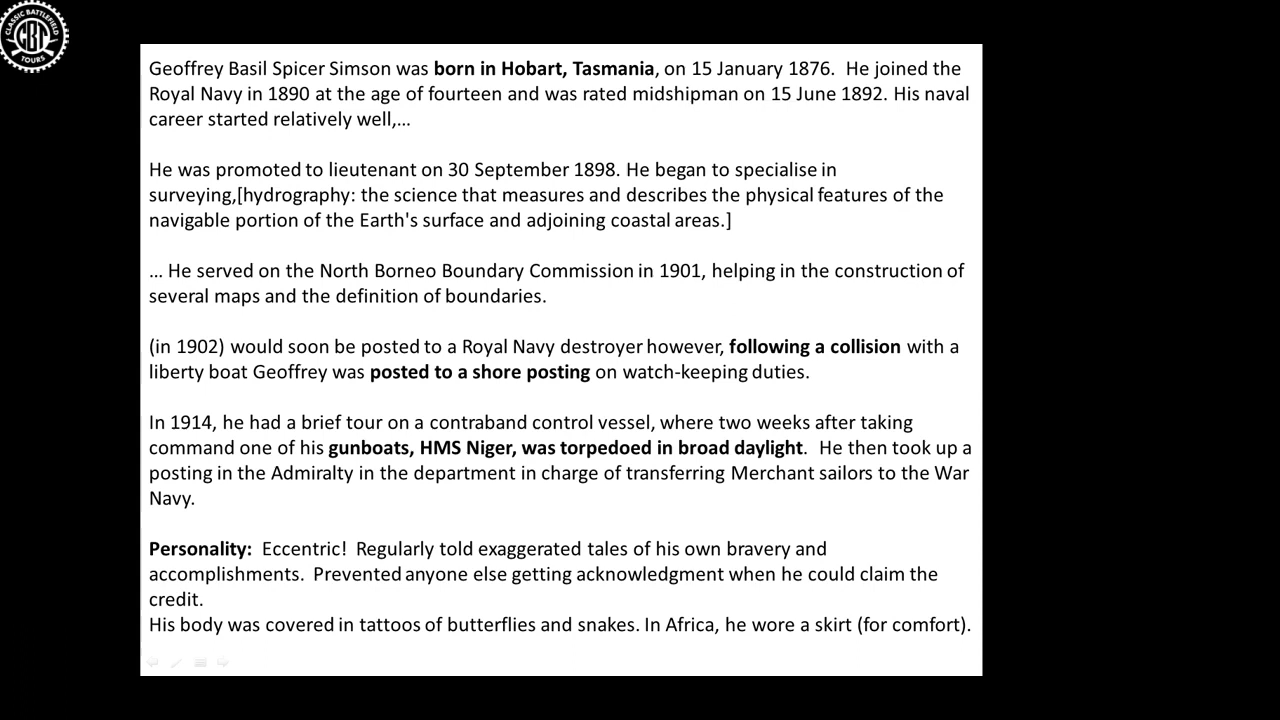 CLASSIC BATTLEFIELD
CBT
TOURS
Geoffrey Basil Spicer Simson was born in Hobart, Tasmania, on 15 January 1876.  He joined the
Royal Navy in 1890 at the age of fourteen and was rated midshipman on 15 June 1892. His naval
career started relatively well,...
He was promoted to lieutenant on 30 September 1898. He began to specialise in
surveying,[hydrography: the science that measures and describes the physical features of the
navigable portion of the Earth's surface and adjoining coastal areas.]
... He served on the North Borneo Boundary Commission in 1901, helping in the construction of
several maps and the definition of boundaries.
(in 1902) would soon be posted to a Royal Navy destroyer however, following a collision with a
liberty boat Geoffrey was posted to a shore posting on watch-keeping duties.
In 1914, he had a brief tour on a contraband control vessel, where two weeks after taking
command one of his gunboats, HMS Niger, was torpedoed in broad daylight.  He then took up a
posting in the Admiralty in the department in charge of transferring Merchant sailors to the War
Navy.
Personality:  Eccentric!  Regularly told exaggerated tales of his own bravery and
accomplishments.  Prevented anyone else getting acknowledgment when he could claim the
credit.
His body was covered in tattoos of butterflies and snakes. In Africa, he wore a skirt (for comfort).